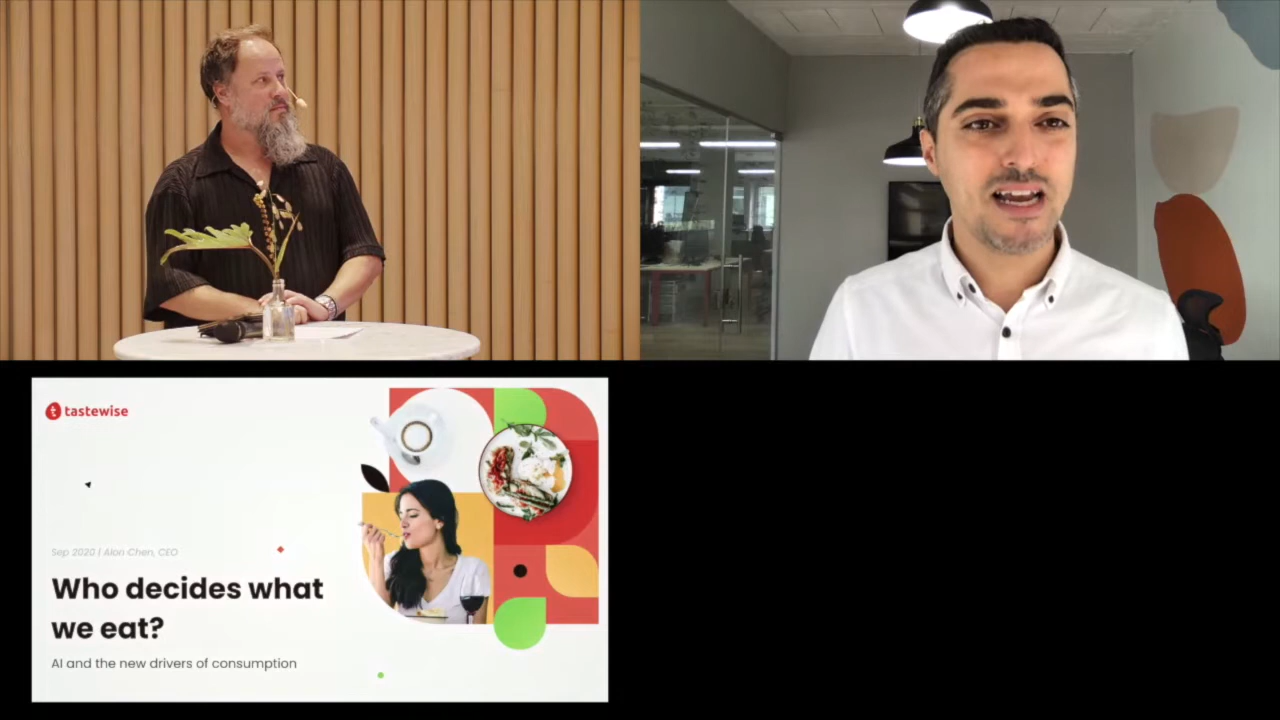 tastewise
Sep 2020 | Alon Chen, CEO
Who decides what
we eat?
AI and the new drivers of consumption